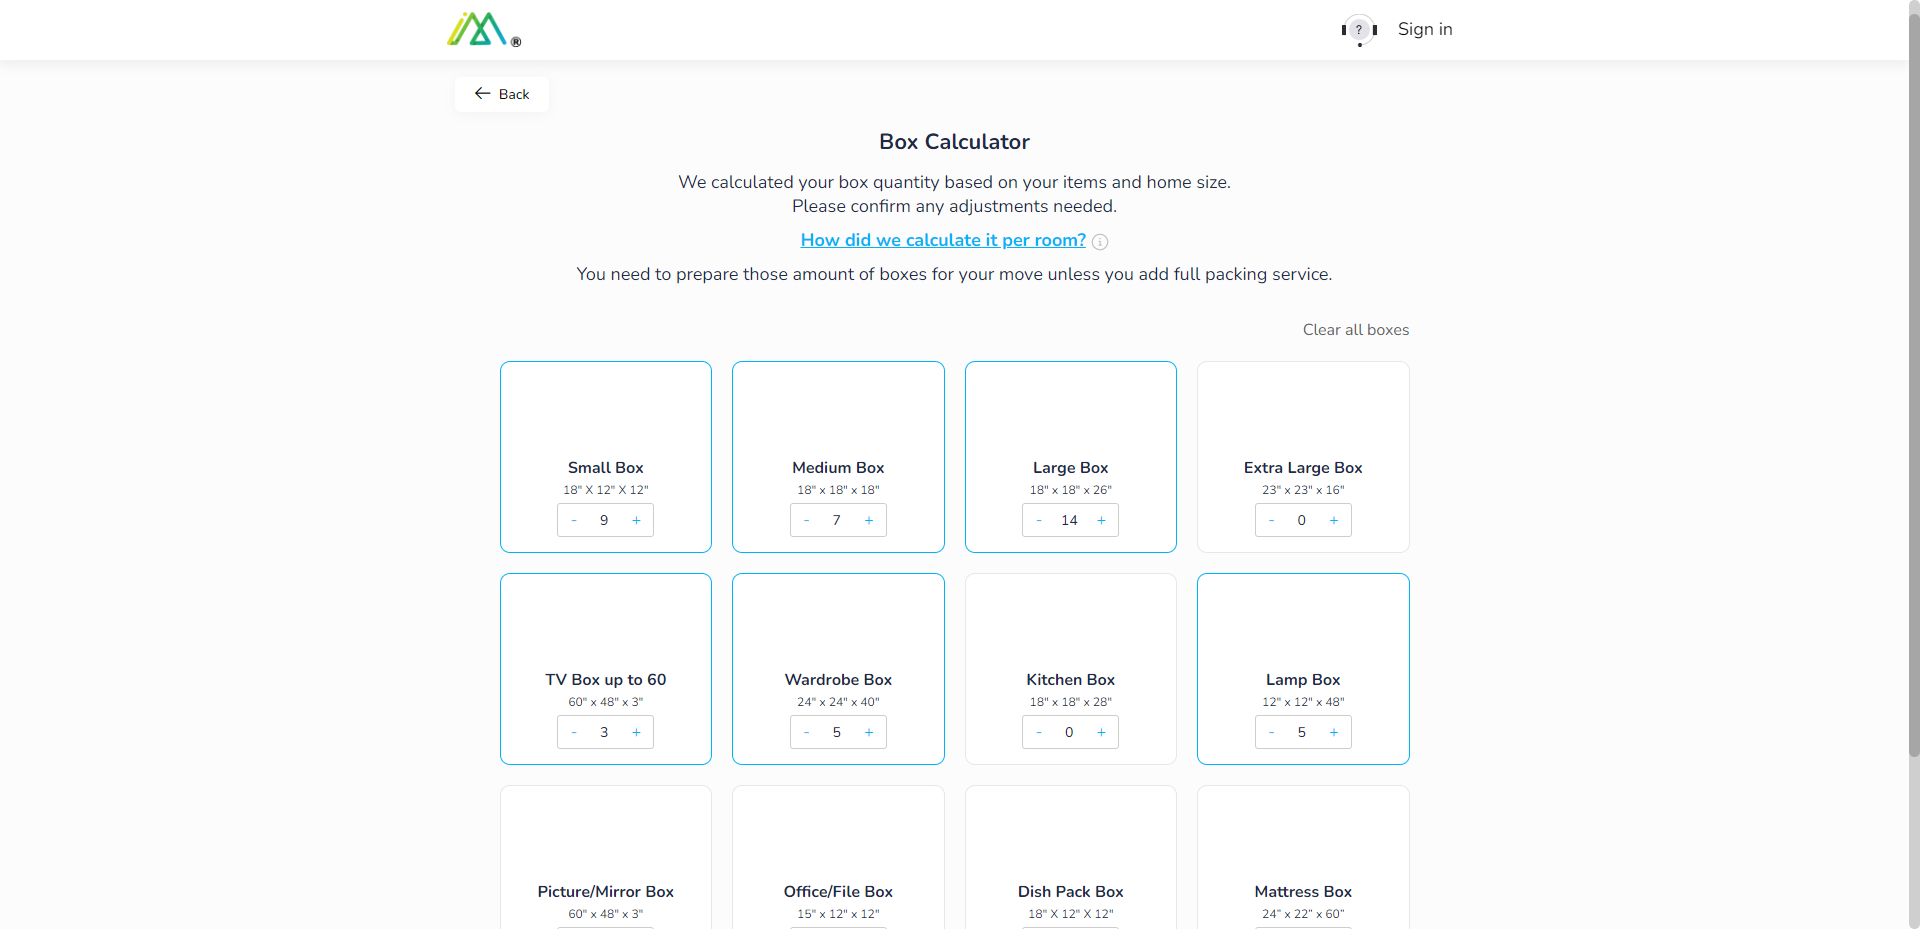 ®
?
Sign in
Back
Box Calculator
We calculated your box quantity based on your items and home size.
Please confirm any adjustments needed.
How did we calculate it per room?
You need to prepare those amount of boxes for your move unless you add full packing service.
Clear all boxes
Small Box
18" X 12" X 12"
- 9 +
Medium Box
18" x 18" x 18"
- 7 +
Large Box
18" x 18" x 26"
- 14 +
Extra Large Box
23" x 23" x 16"
- 0 +
TV Box up to 60
60" x 48" x 3"
- 3 +
Wardrobe Box
24" x 24" x 40"
- 5 +
Kitchen Box
18" x 18" x 28"
- 0 +
Lamp Box
12" x 12" x 48"
- 5 +
Picture/Mirror Box
60" x 48" x 3"
Office/File Box
15" x 12" x 12"
Dish Pack Box
18" X 12" X 12"
Mattress Box
24” x 22” x 60”